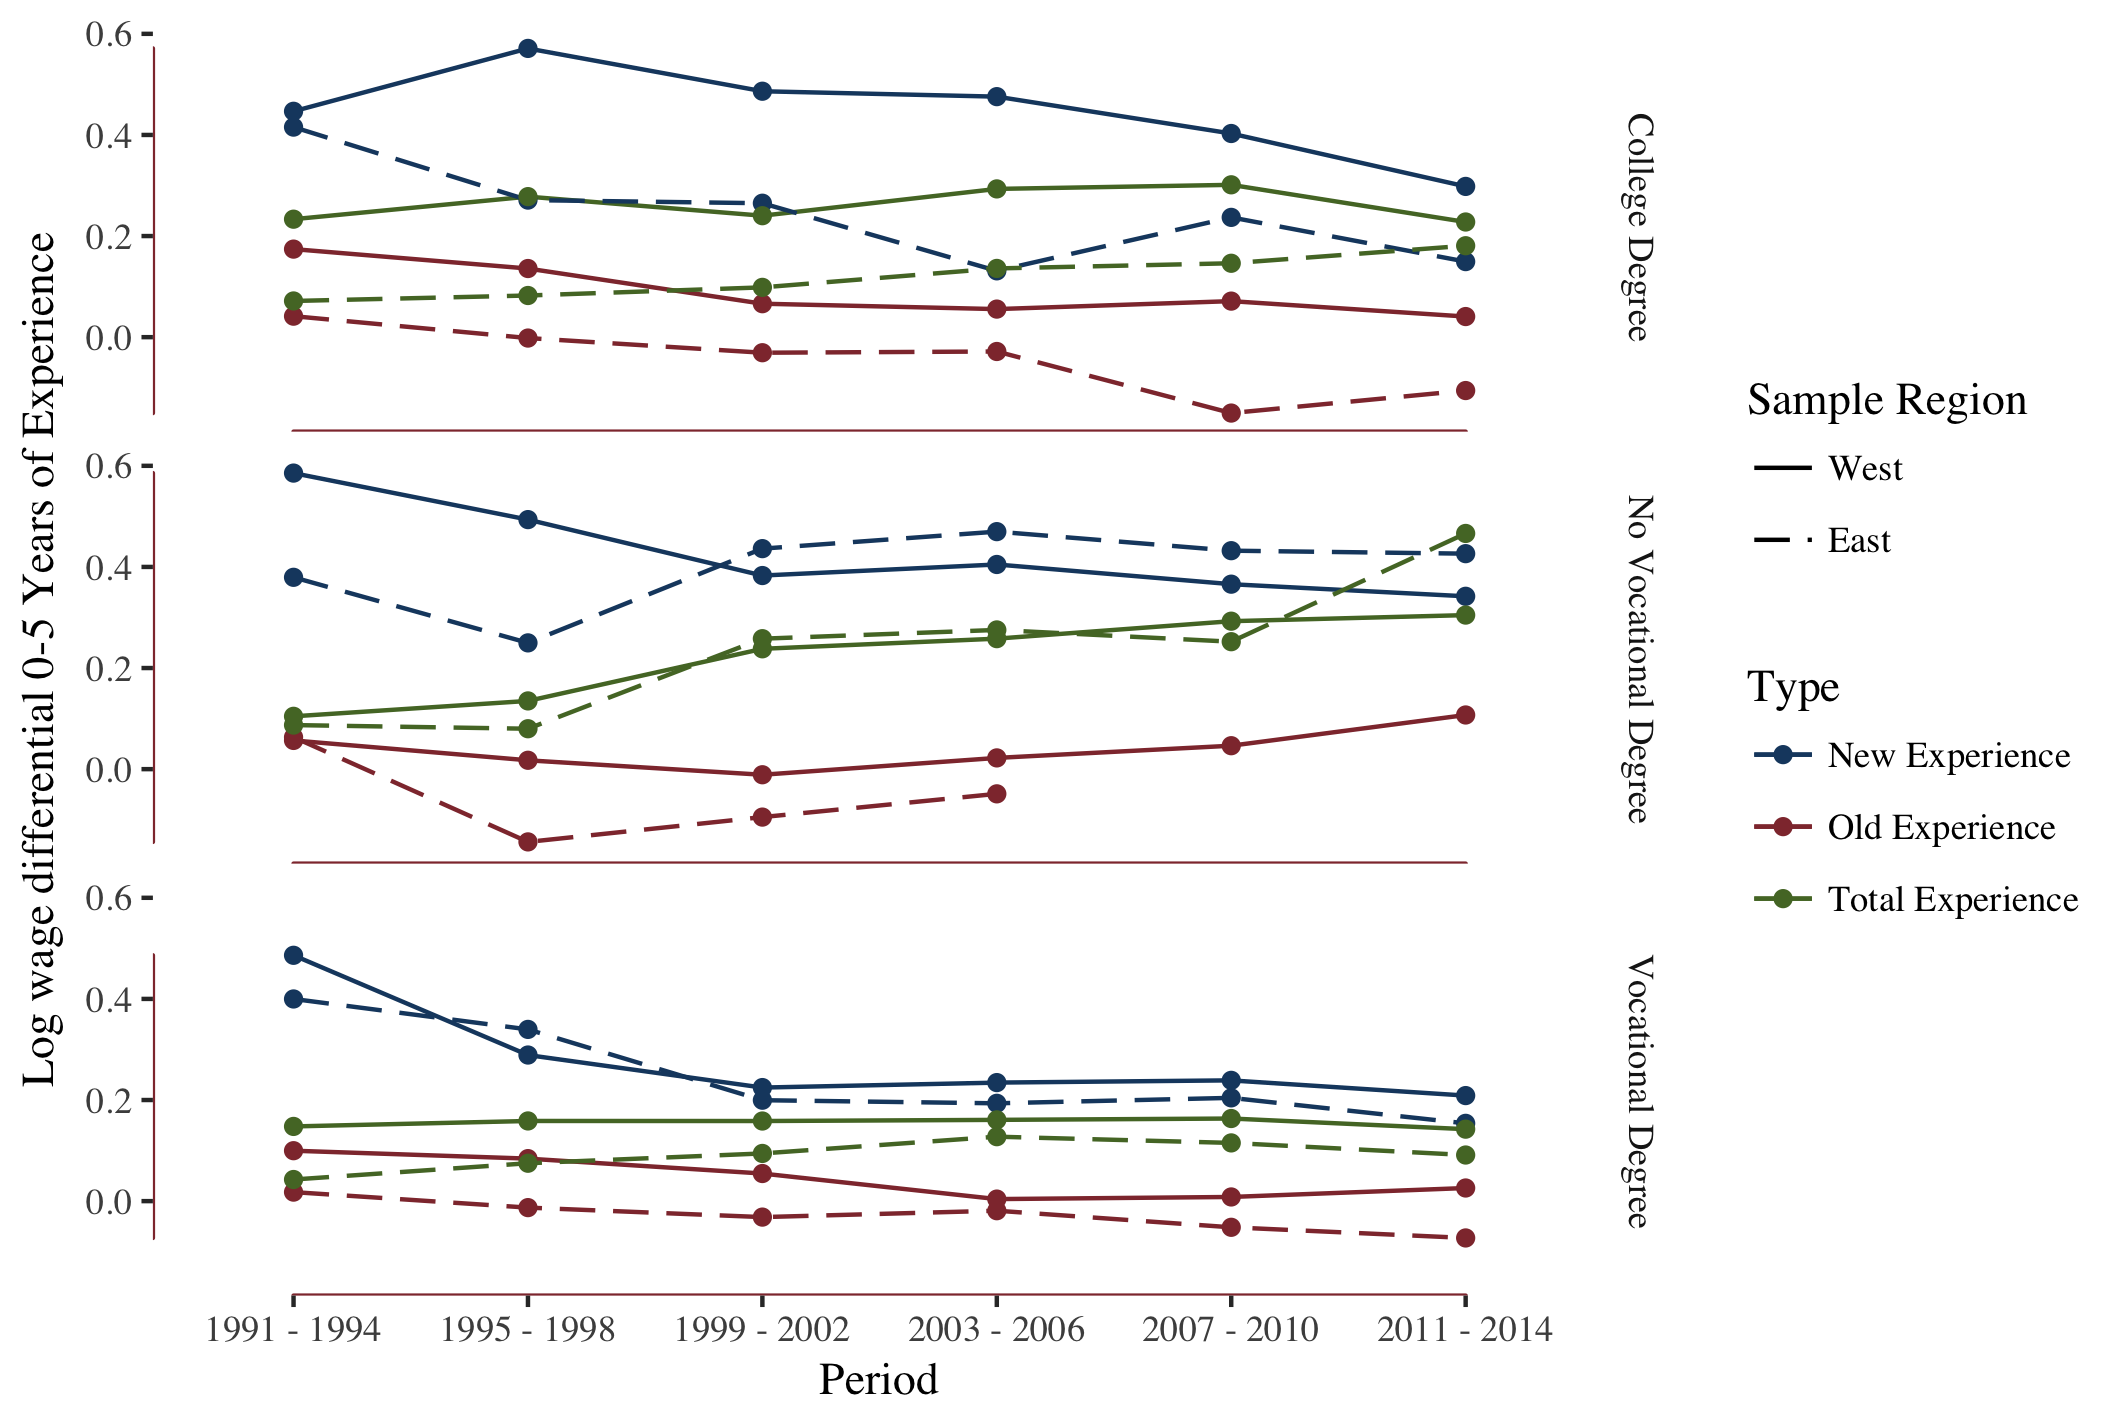 Log wage differential 0-5 Years of Experience
0.6
0.4
0.2
0.0
College Degree
0.6
0.4
0.2
0.0
No Vocational Degree
0.6
0.4
0.2
0.0
Vocational Degree
1991 - 1994
1995 - 1998
1999 - 2002
2003 - 2006
2007 - 2010
2011 - 2014
Period
Sample Region
West
East
Type
New Experience
Old Experience
Total Experience